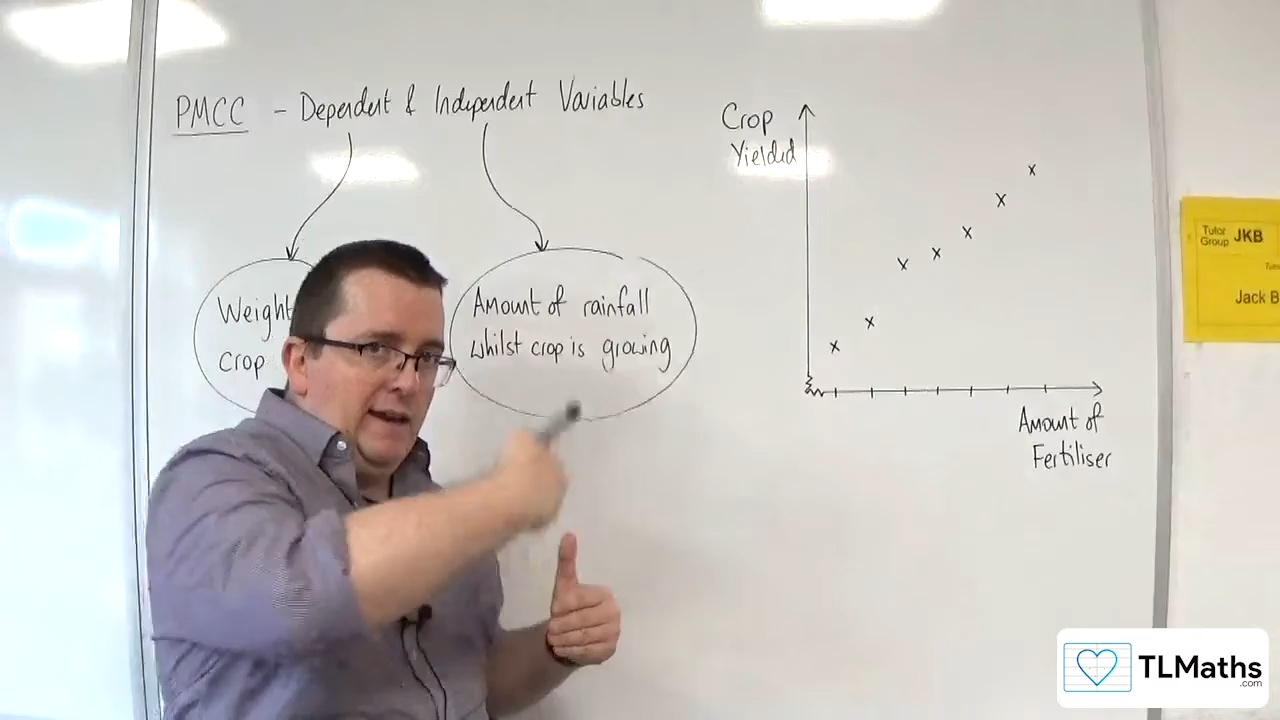 PMCC - Dependent & Independent Variables
Weight
crop
Amount of rainfall
whilst crop is growing
Crop
Yielded
Amount of
Fertiliser
Tutor
Group JKB
Jack B
TLMaths
.com